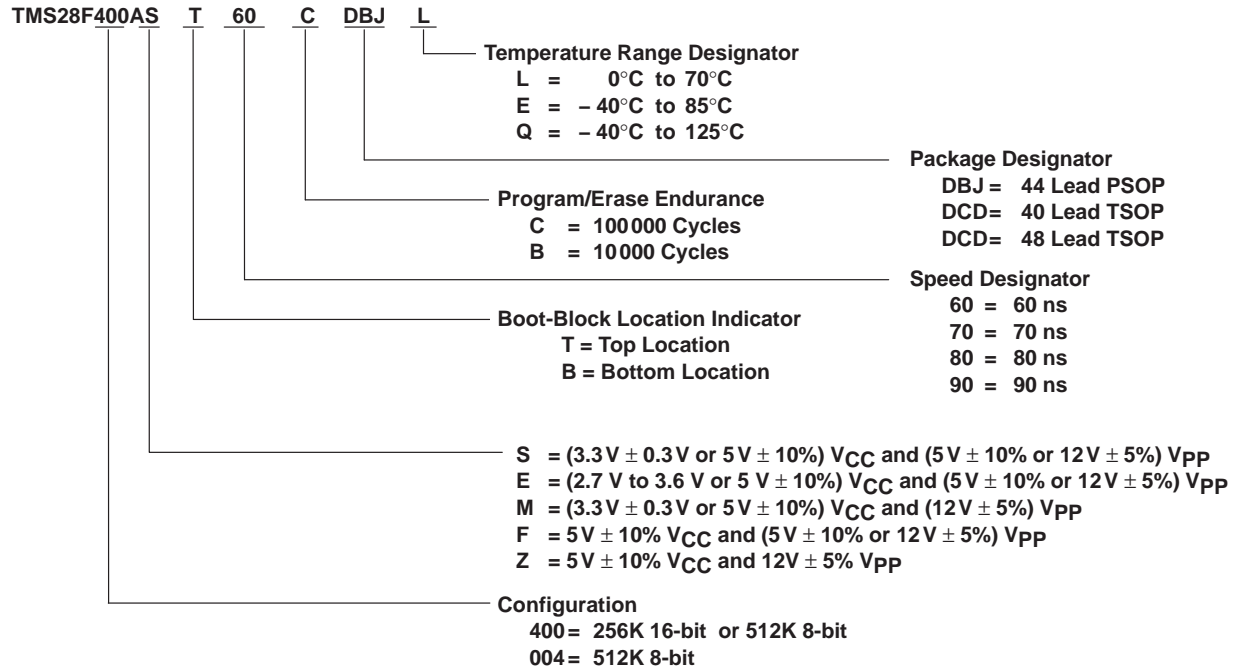 TMS28F400AS T 60 C DBJ L
Temperature Range Designator
L = 0°C to 70°C
E = – 40°C to 85°C
Q = – 40°C to 125°C
Package Designator
DBJ = 44 Lead PSOP
DCD= 40 Lead TSOP
DCD= 48 Lead TSOP
Program/Erase Endurance
C = 100000 Cycles
B = 10000 Cycles
Speed Designator
60 = 60 ns
70 = 70 ns
80 = 80 ns
90 = 90 ns
Boot-Block Location Indicator
T = Top Location
B = Bottom Location
S = (3.3 V ± 0.3 V or 5 V ± 10%) VCC and (5 V ± 10% or 12 V ± 5%) VPP
E = (2.7 V to 3.6 V or 5 V ± 10%) VCC and (5 V ± 10% or 12 V ± 5%) VPP
M = (3.3 V ± 0.3 V or 5 V ± 10%) VCC and (12 V ± 5%) VPP
F = 5 V ± 10% VCC and (5 V ± 10% or 12 V ± 5%) VPP
Z = 5 V ± 10% VCC and 12V ± 5% VPP
Configuration
400 = 256K 16-bit or 512K 8-bit
004 = 512K 8-bit